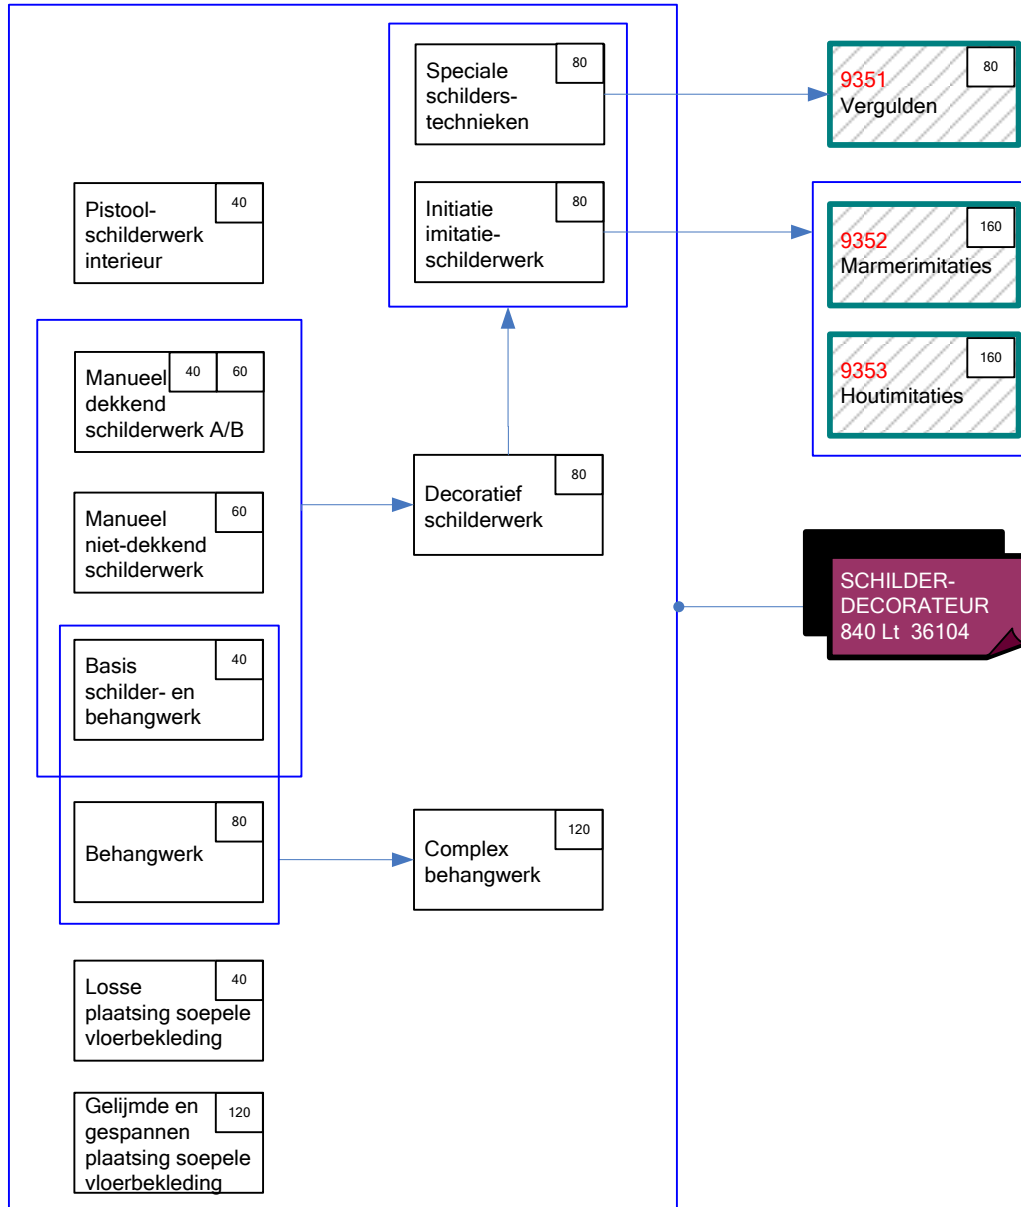 Speciale
schilders-
technieken
80
9351
Vergulden
80
Pistool-
schilderwerk
interieur
40
Initiatie
imitatie-
schilderwerk
80
9352
Marmerimitaties
160
9353
Houtimitaties
160
Manueel
dekkend
schilderwerk A/B
40
60
Manueel
niet-dekkend
schilderwerk
60
Decoratief
schilderwerk
80
SCHILDER-
DECORATEUR
840 Lt 36104
Basis
schilder- en
behangwerk
40
Behangwerk
80
Complex
behangwerk
120
Losse
plaatsing soepele
vloerbekleding
40
Gelijmde en
gespannen
plaatsing soepele
vloerbekleding
120